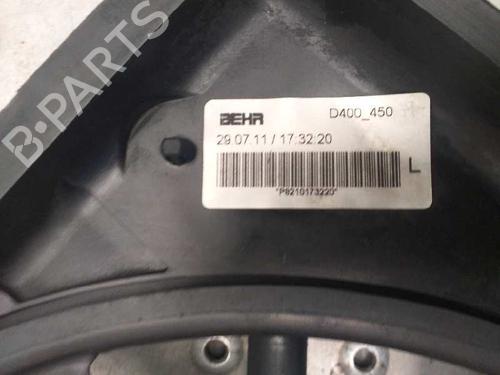 B-PARTS
BEHR
D400_450
29.07.11 / 17:32:20
L
*P8210173220*